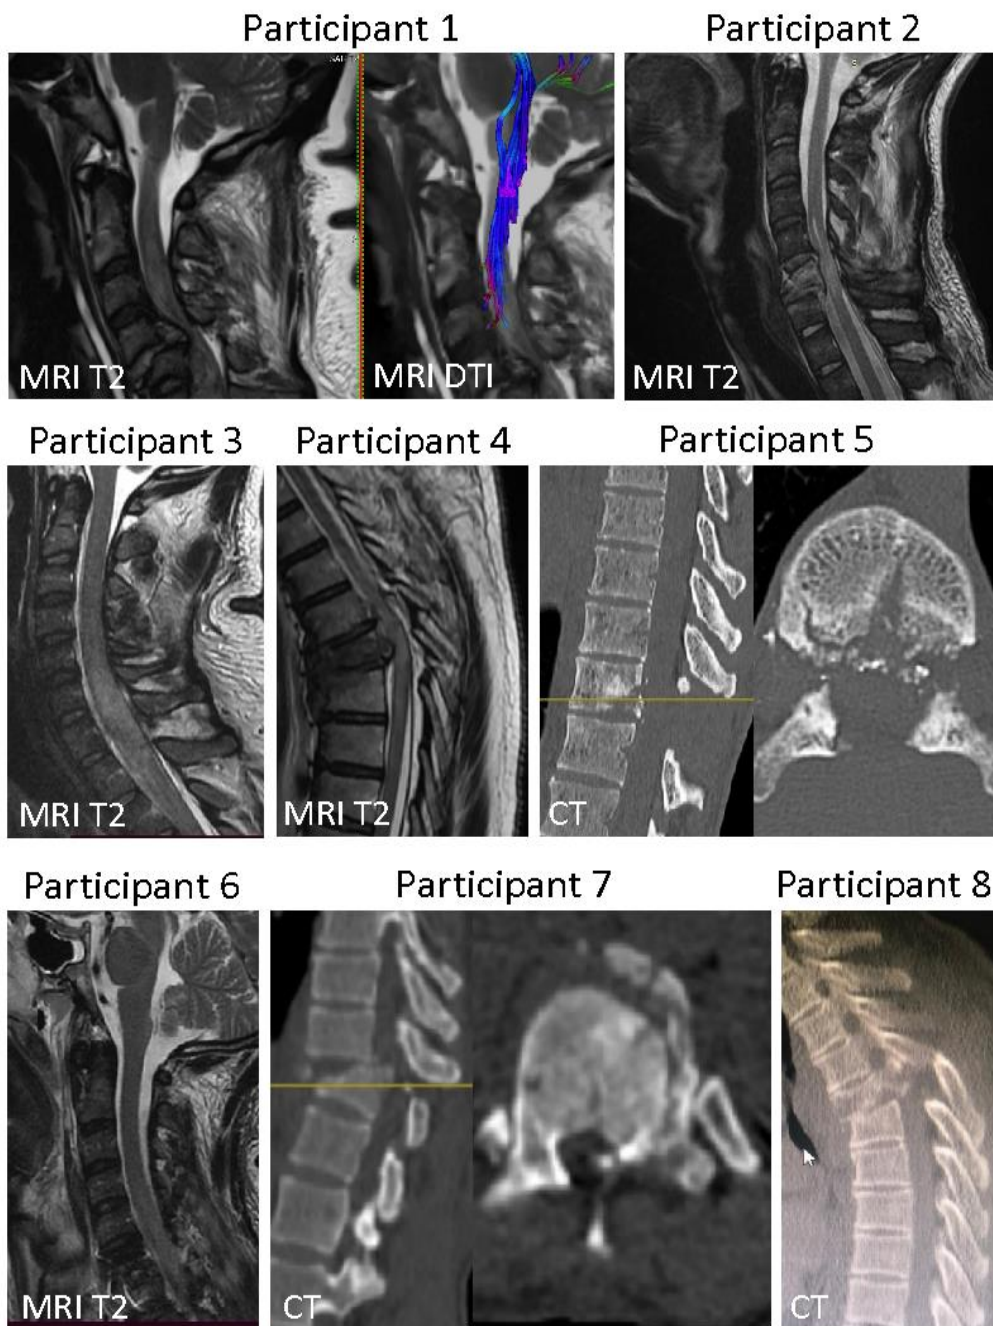 Participant 1
Participant 2
MRI T2
MRI DTI
MRI T2
Participant 3
Participant 4
Participant 5
MRI T2
MRI T2
CT
Participant 6
Participant 7
Participant 8
MRI T2
CT
CT